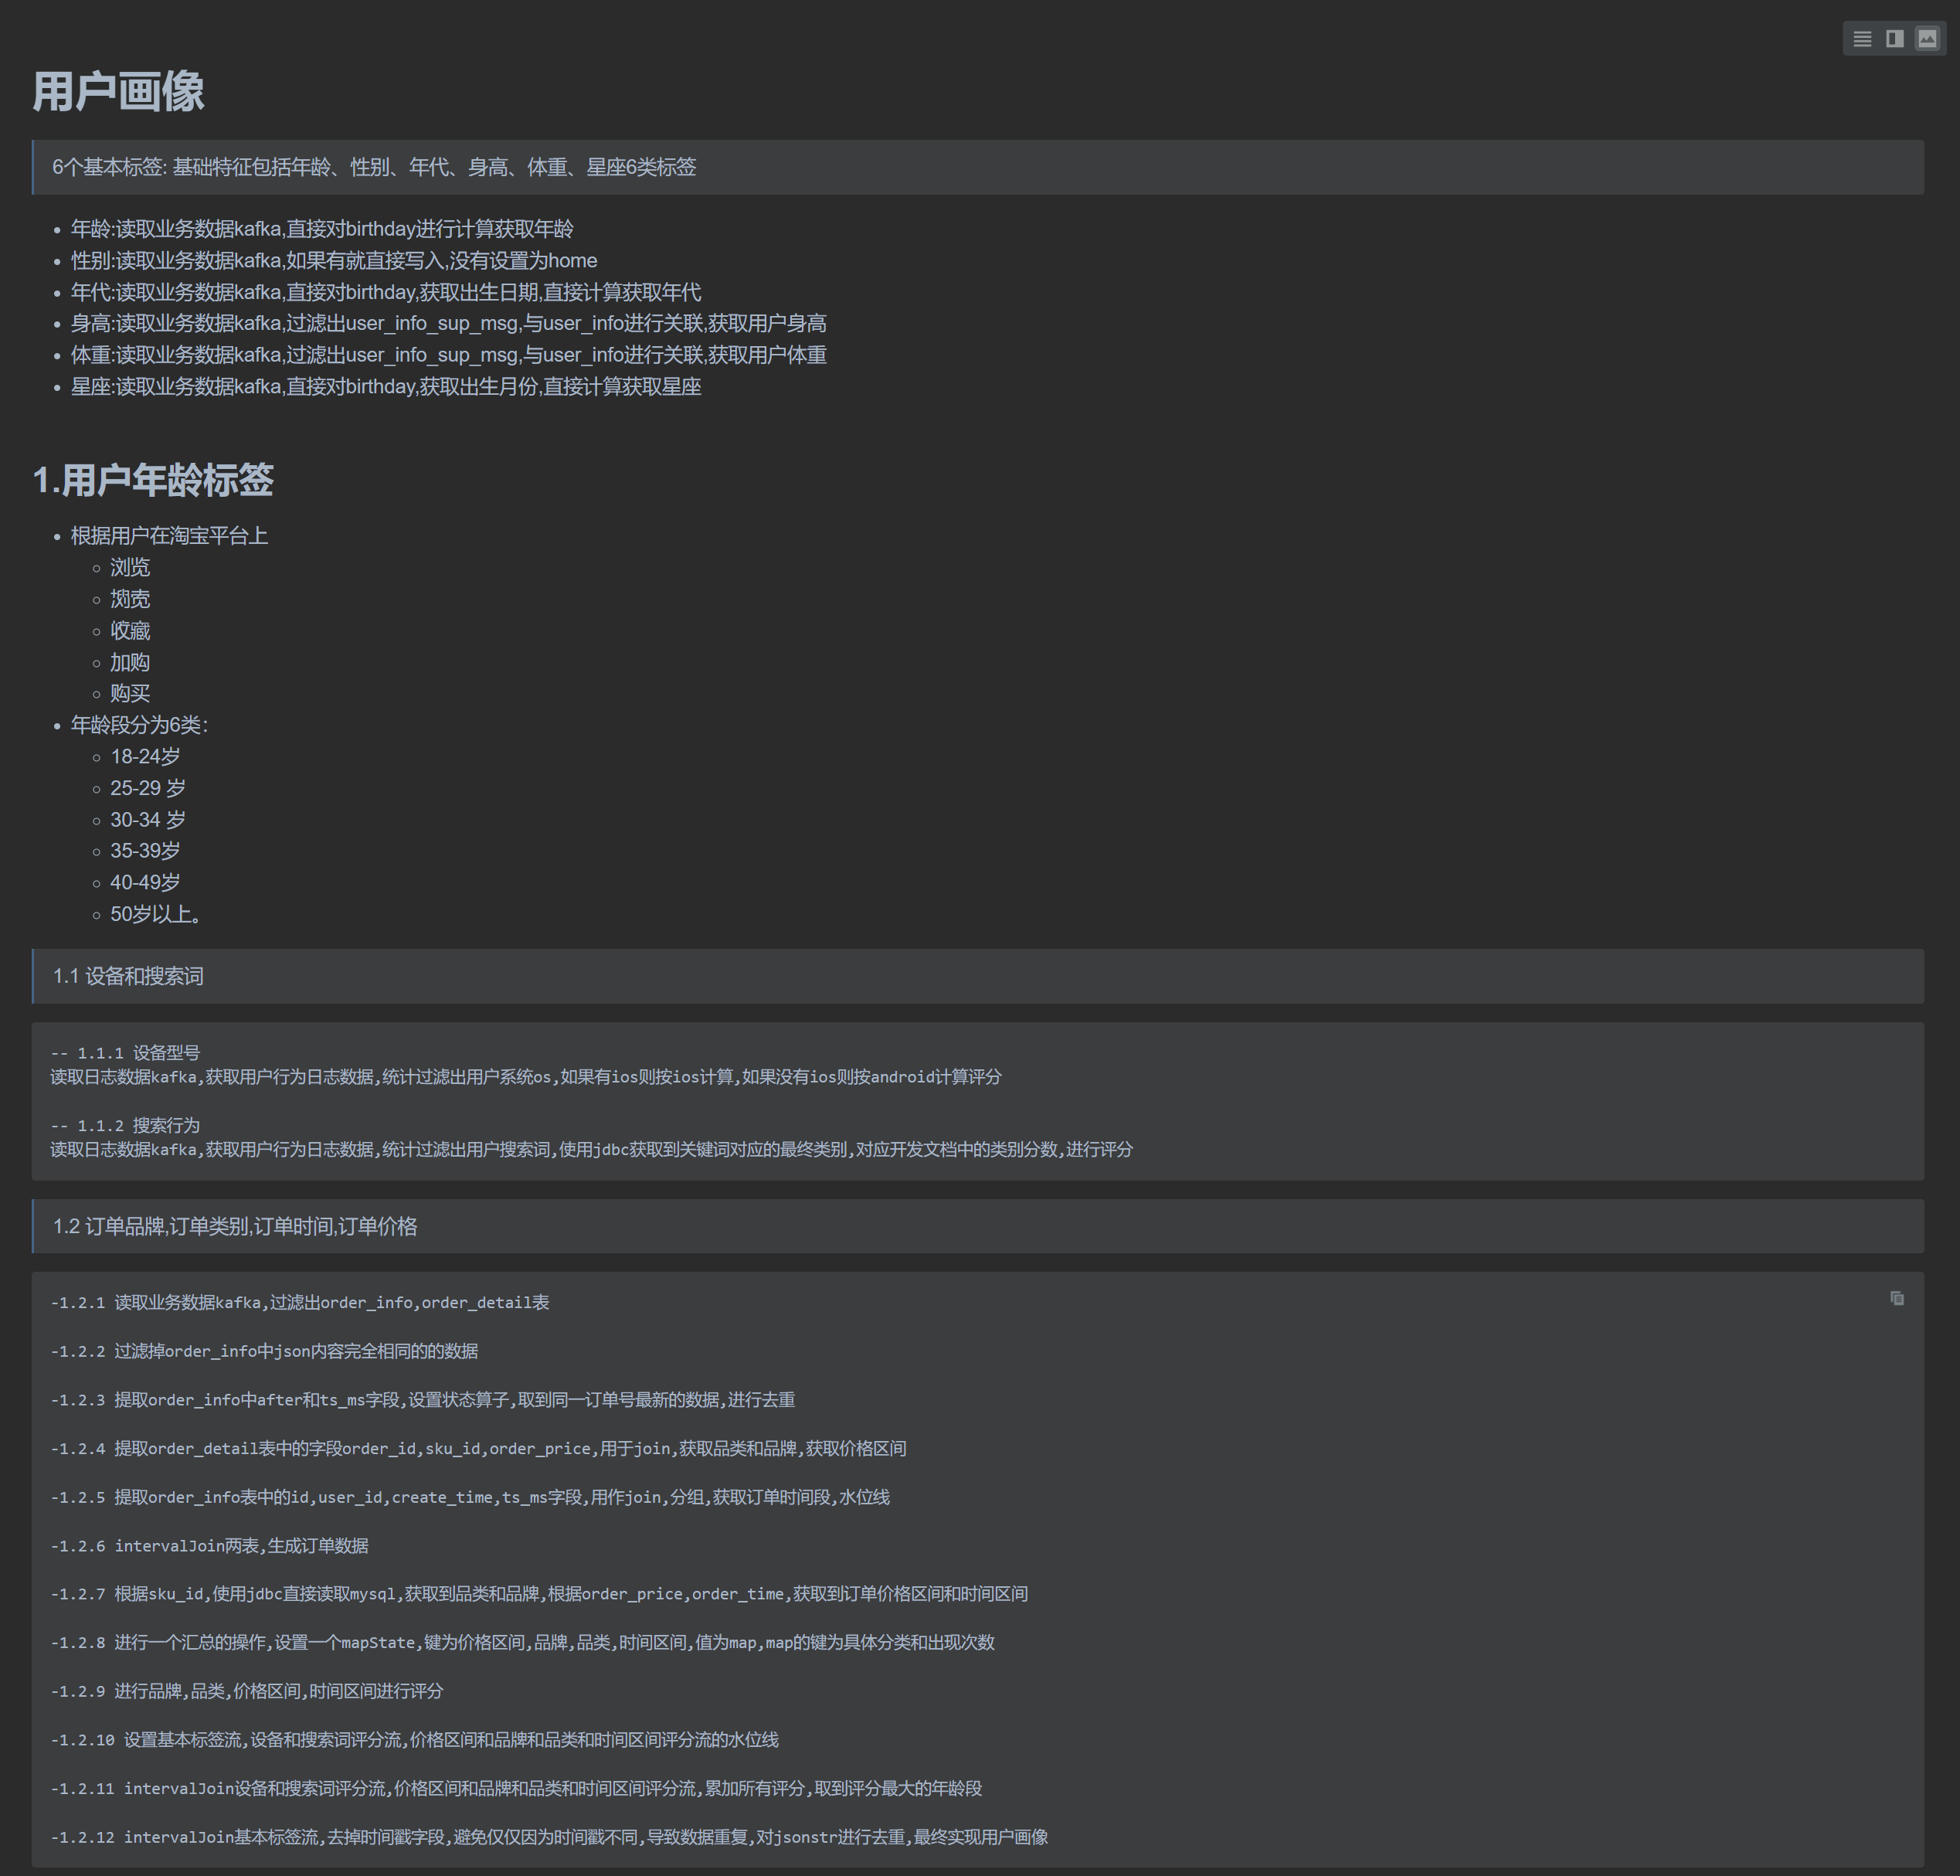 用户画像
6个基本标签: 基础特征包括年龄、性别、年代、身高、体重、星座6类标签
年龄:读取业务数据kafka,直接对birthday进行计算获取年龄
性别:读取业务数据kafka,如果有就直接写入,没有设置为home
年代:读取业务数据kafka,直接对birthday,获取出生日期,直接计算获取年代
身高:读取业务数据kafka,过滤出user_info_sup_msg,与user_info进行关联,获取用户身高
体重:读取业务数据kafka,过滤出user_info_sup_msg,与user_info进行关联,获取用户体重
星座:读取业务数据kafka,直接对birthday,获取出生月份,直接计算获取星座
1.用户年龄标签
根据用户在淘宝平台上
浏览
收藏
加购
购买
年龄段分为6类：
18-24岁
25-29 岁
30-34 岁
35-39岁
40-49岁
50岁以上。
1.1 设备和搜索词
-- 1.1.1 设备型号
读取日志数据kafka,获取用户行为日志数据,统计过滤出用户系统os,如果有ios则按ios计算,如果没有ios则按android计算评分
-- 1.1.2 搜索行为
读取日志数据kafka,获取用户行为日志数据,统计过滤出用户搜索词,使用jdbc获取到关键词对应的最终类别,对应开发文档中的类别分数,进行评分
1.2 订单品牌,订单类别,订单时间,订单价格
-1.2.1 读取业务数据kafka,过滤出order_info,order_detail表
-1.2.2 过滤掉order_info中json内容完全相同的的数据
-1.2.3 提取order_info中after和ts_ms字段,设置状态算子,取到同一订单号最新的数据,进行去重
-1.2.4 提取order_detail表中的字段order_id,sku_id,order_price,用于join,获取品类和品牌,获取价格区间
-1.2.5 提取order_info表中的id,user_id,create_time,ts_ms字段,用作join,分组,获取订单时间段,水位线
-1.2.6 intervalJoin两表,生成订单数据
-1.2.7 根据sku_id,使用jdbc直接读取mysql,获取到品类和品牌,根据order_price,order_time,获取到订单价格区间和时间区间
-1.2.8 进行一个汇总的操作,设置一个mapState,键为价格区间,品牌,品类,时间区间,值为map,map的键为具体分类和出现次数
-1.2.9 进行品牌,品类,价格区间,时间区间进行评分
-1.2.10 设置基本标签流,设备和搜索词评分流,价格区间和品牌和品类和时间区间评分流的水位线
-1.2.11 intervalJoin设备和搜索词评分流,价格区间和品牌和品类和时间区间评分流,累加所有评分,取到评分最大的年龄段
-1.2.12 intervalJoin基本标签流,去掉时间戳字段,避免仅仅因为时间戳不同,导致数据重复,对jsonstr进行去重,最终实现用户画像